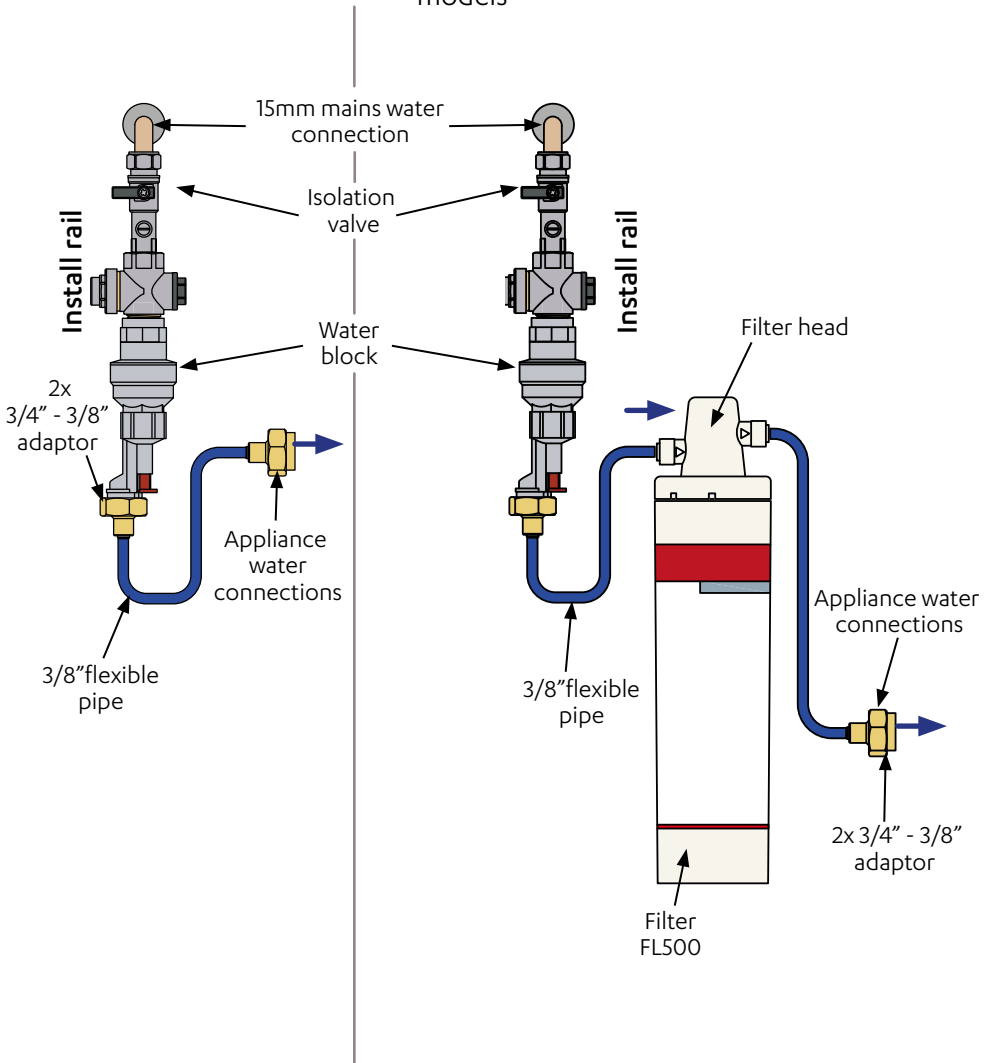 models
15mm mains water
connection
Isolation
valve
Install rail
Install rail
Water
block
Filter head
2x
3/4” - 3/8”
adaptor
Appliance
water
connections
Appliance water
connections
3/8”flexible
pipe
3/8”flexible
pipe
2x 3/4” - 3/8”
adaptor
Filter
FL500